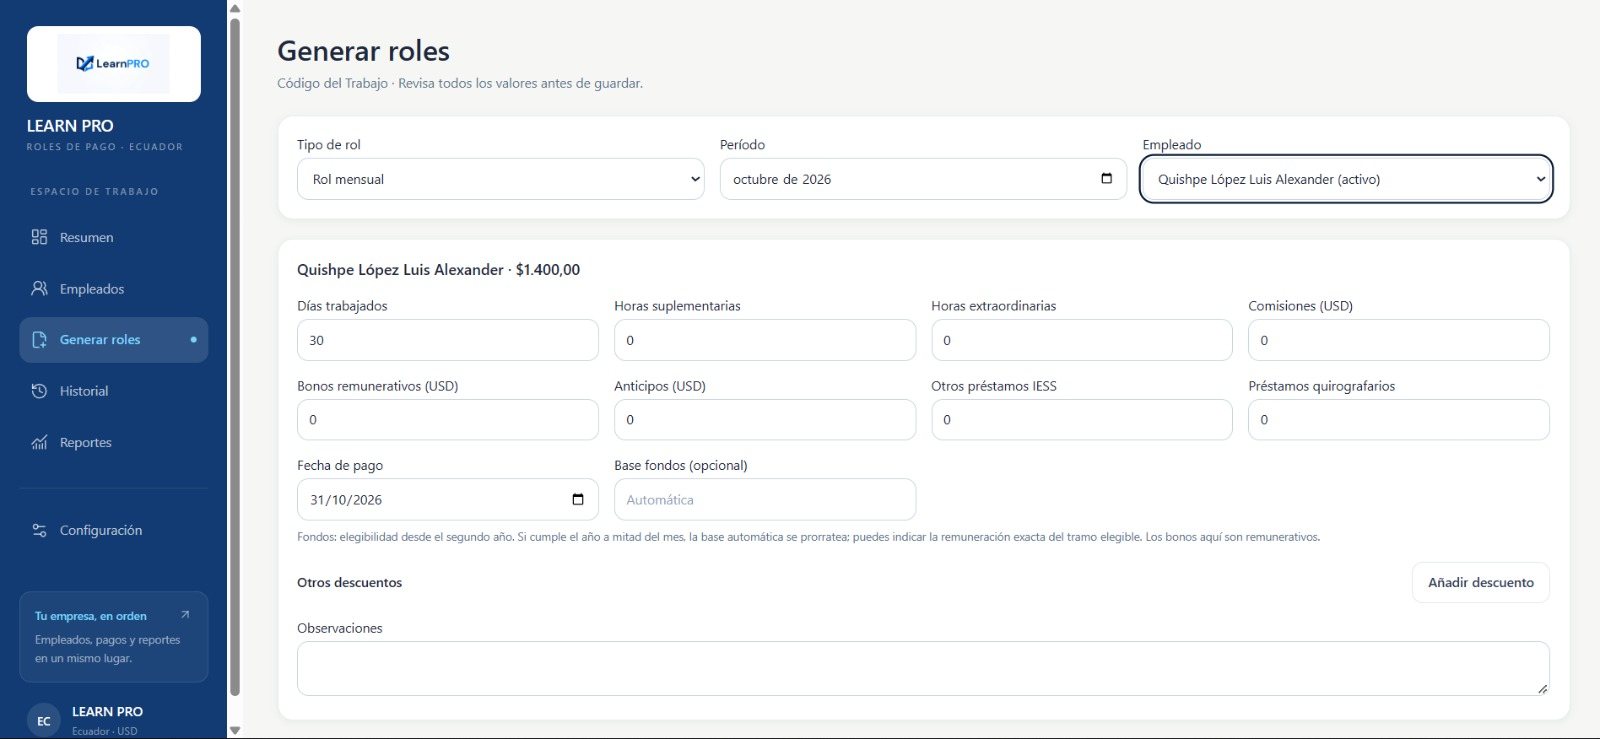 LearnPRO
LEARN PRO
ROLES DE PAGO · ECUADOR
ESPACIO DE TRABAJO
Resumen
Empleados
Generar roles
Historial
Reportes
Configuración
Tu empresa, en orden
Empleados, pagos y reportes
en un mismo lugar.
EC
LEARN PRO
Ecuador · USD
Generar roles
Código del Trabajo · Revisa todos los valores antes de guardar.
Tipo de rol
Rol mensual
Período
octubre de 2026
Empleado
Quishpe López Luis Alexander (activo)
Quishpe López Luis Alexander · $1.400,00
Días trabajados
30
Horas suplementarias
0
Horas extraordinarias
0
Comisiones (USD)
0
Bonos remunerativos (USD)
0
Anticipos (USD)
0
Otros préstamos IESS
0
Préstamos quirografarios
0
Fecha de pago
31/10/2026
Base fondos (opcional)
Automática
Fondos: elegibilidad desde el segundo año. Si cumple el año a mitad del mes, la base automática se prorratea; puedes indicar la remuneración exacta del tramo elegible. Los bonos aquí son remunerativos.
Otros descuentos
Añadir descuento
Observaciones